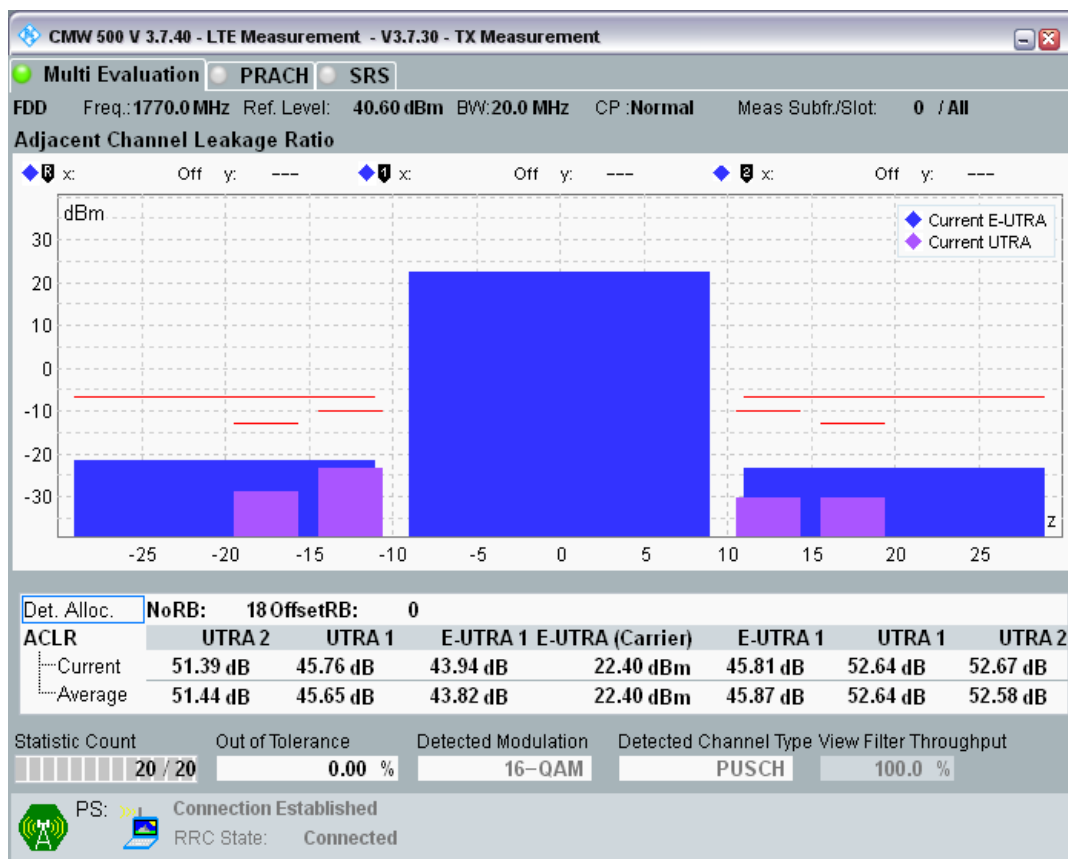 CMW 500 V 3.7.40 - LTE Measurement - V3.7.30 - TX Measurement
Multi Evaluation PRACH SRS
FDD Freq.: 1770.0 MHz Ref. Level: 40.60 dBm BW: 20.0 MHz CP : Normal Meas Subfr./Slot: 0 / All
Adjacent Channel Leakage Ratio
R x: Off y: --- 1 x: Off y: --- 2 x: Off y: ---
dBm
Current E-UTRA
Current UTRA
30
20
10
0
-10
-20
-30
z
-25 -20 -15 -10 -5 0 5 10 15 20 25
Det. Alloc. NoRB: 18 OffsetRB: 0
ACLR UTRA 2 UTRA 1 E-UTRA 1 E-UTRA (Carrier) E-UTRA 1 UTRA 1 UTRA 2
Current 51.39 dB 45.76 dB 43.94 dB 22.40 dBm 45.81 dB 52.64 dB 52.67 dB
Average 51.44 dB 45.65 dB 43.82 dB 22.40 dBm 45.87 dB 52.64 dB 52.58 dB
Statistic Count Out of Tolerance Detected Modulation Detected Channel Type View Filter Throughput
20 / 20 0.00 % 16-QAM PUSCH 100.0 %
PS: Connection Established
RRC State: Connected